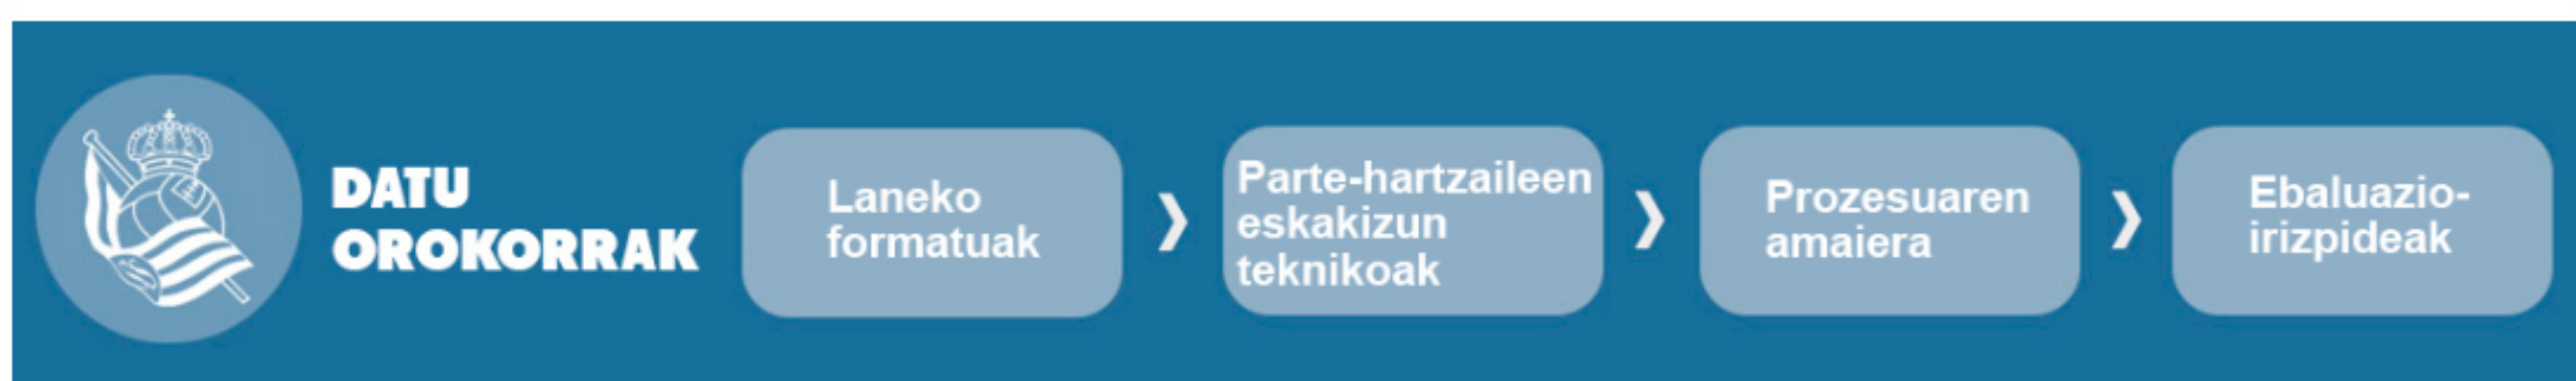 DATU
OROKORRAK
Laneko
formatuak
Parte-hartzaileen
eskakizun
teknikoak
Prozesuaren
amaiera
Ebaluazio-
irizpideak